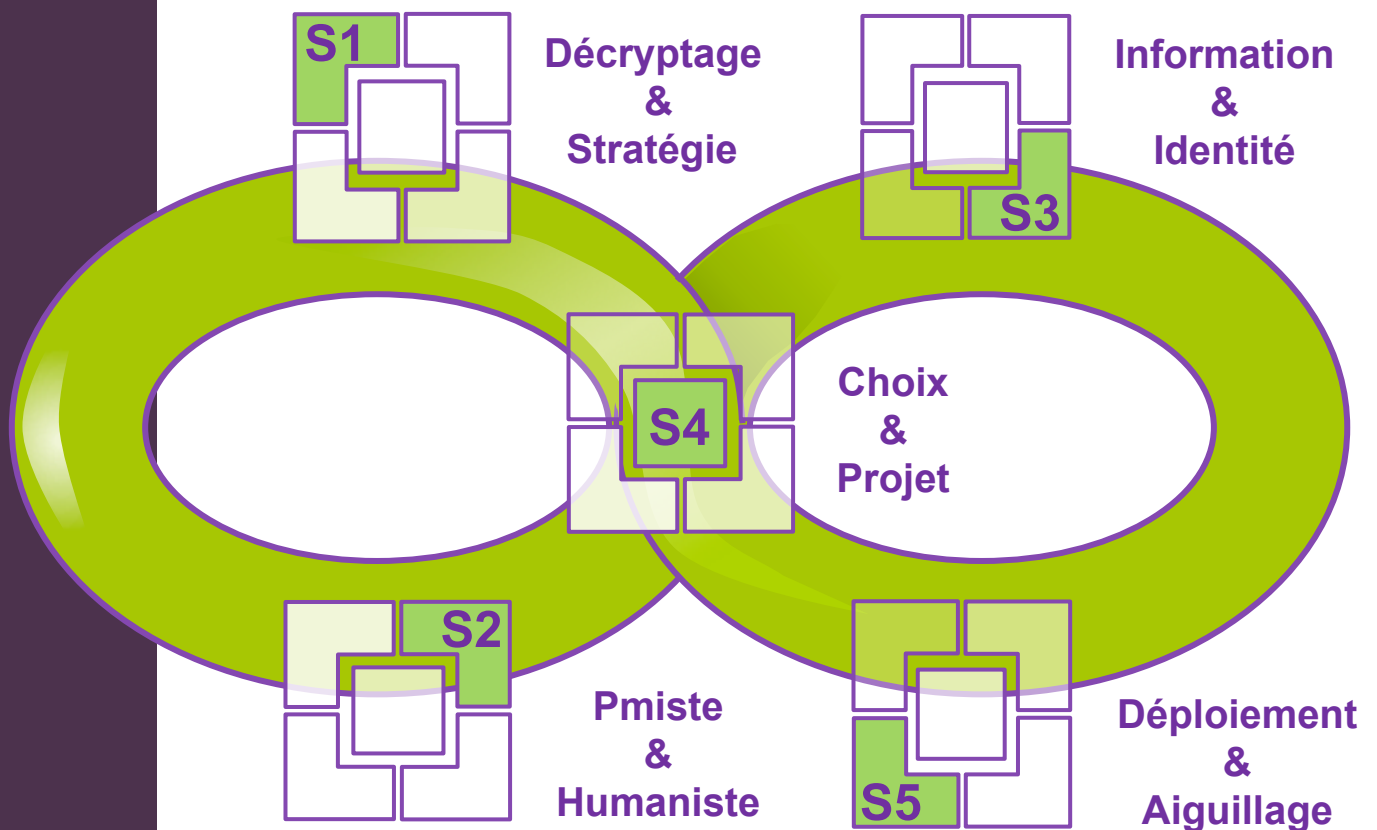 S1
Décryptage
&
Stratégie
Information
&
Identité
S3
S4
Choix
&
Projet
S2
Pmiste
&
Humaniste
S5
Déploiement
&
Aiguillage